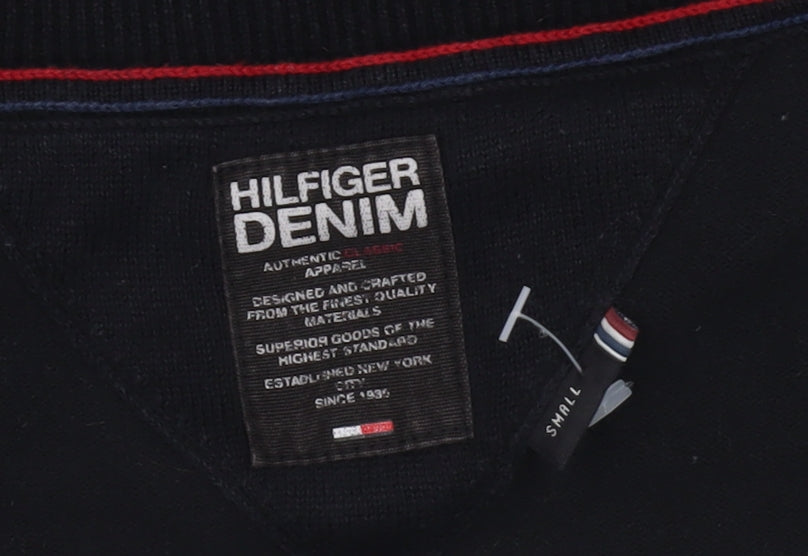 HILFIGER
DENIM
AUTHENTIC CLASSIC
APPAREL
DESIGNED AND CRAFTED
FROM THE FINEST QUALITY
MATERIALS
SUPERIOR GOODS OF THE
HIGHEST STANDARD
ESTABLISHED NEW YORK
CITY
SINCE
SMALL